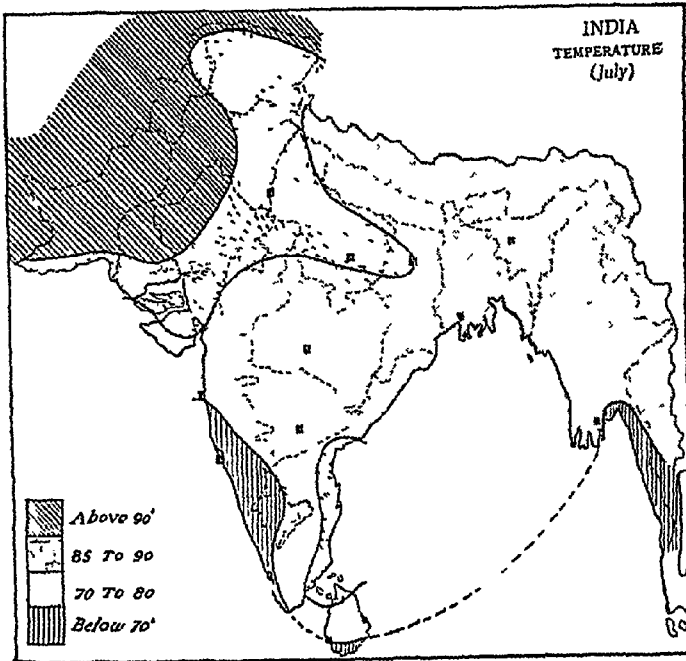 INDIA
TEMPERATURE
(July)
Above 90°
85 To 90
70 To 80
Below 70°